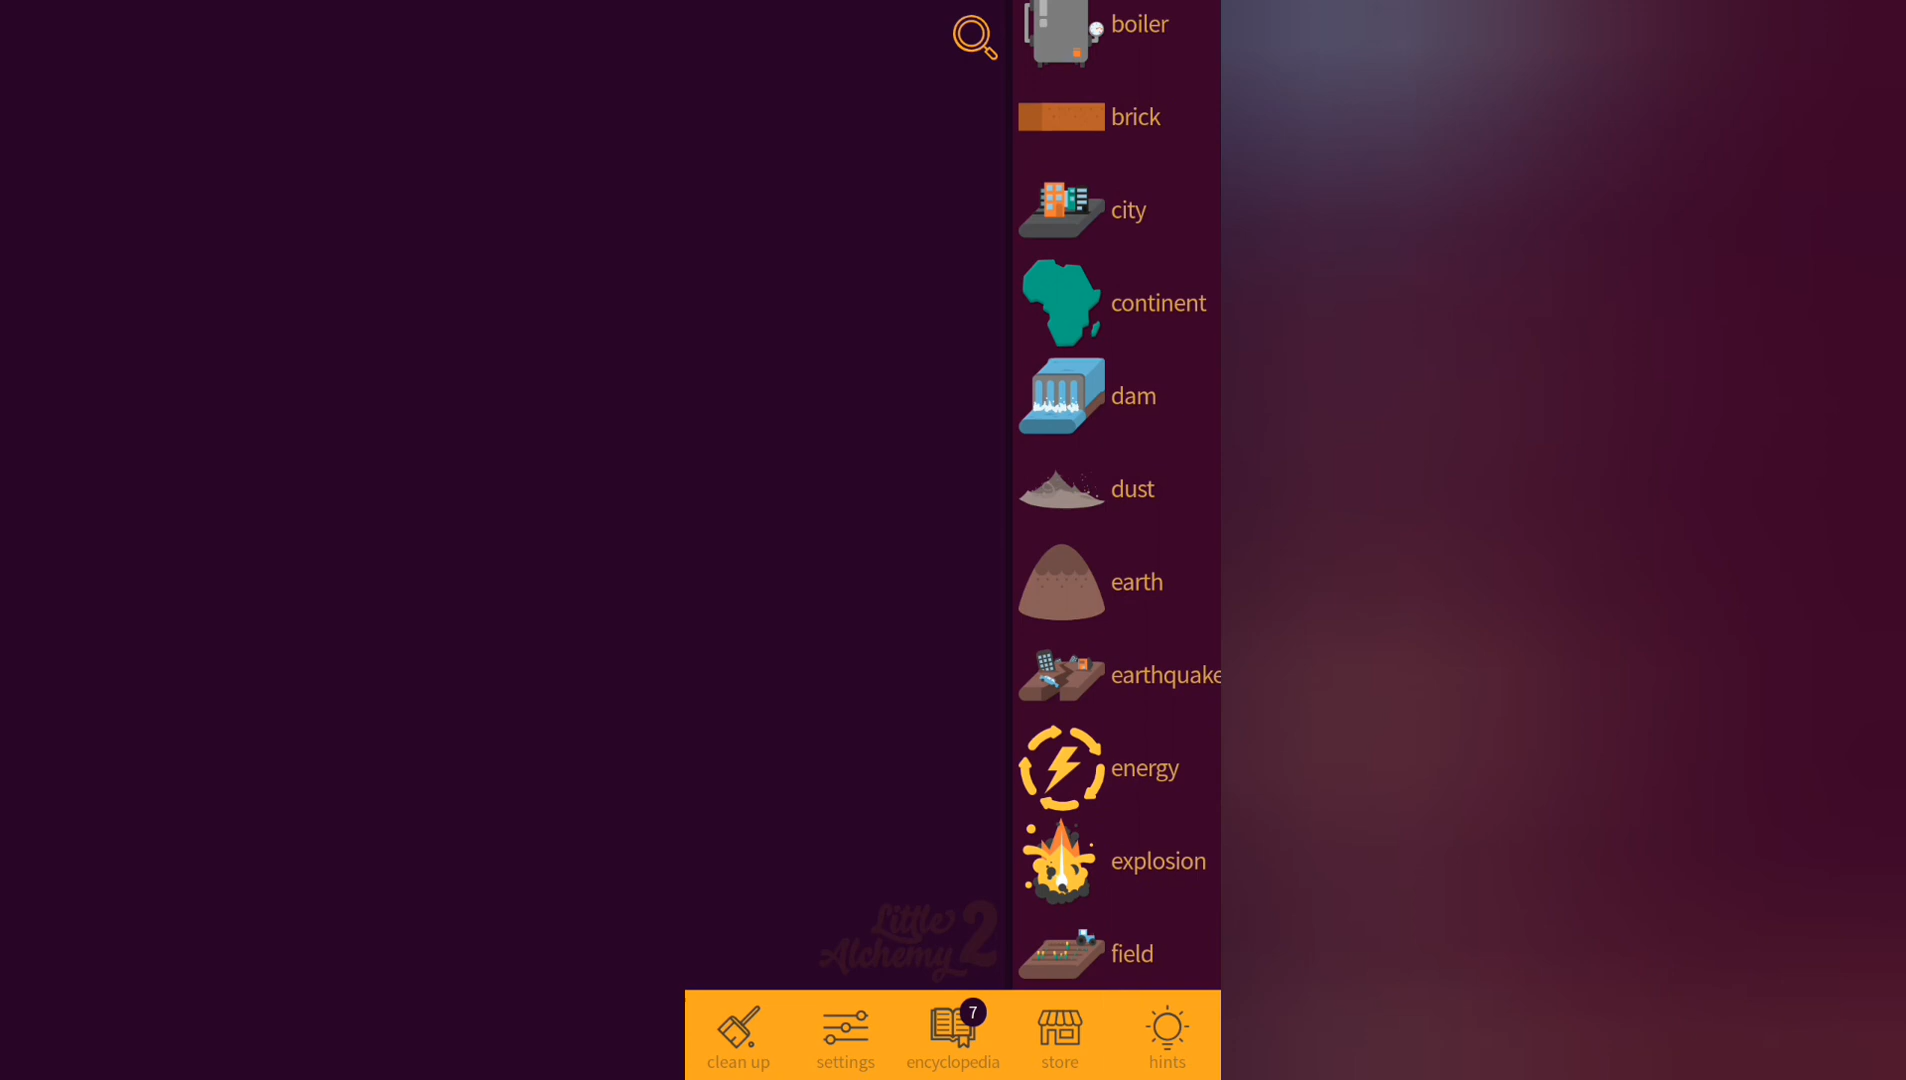 boiler
brick
city
continent
dam
dust
earth
earthquake
energy
explosion
field
Little
Alchemy 2
7
clean up
settings
encyclopedia
store
hints